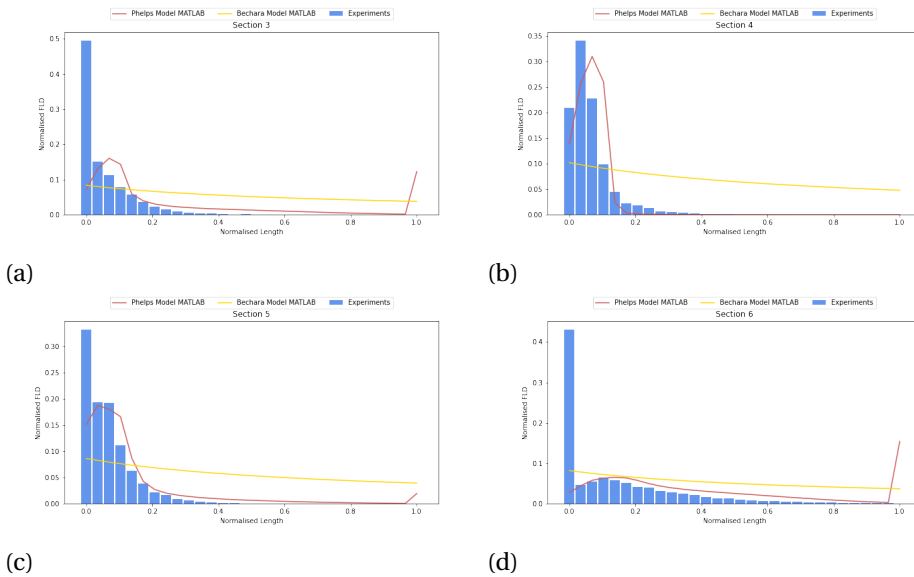 Phelps Model MATLAB Bechara Model MATLAB Experiments
Section 3
Normalised FLD
0.5
0.4
0.3
0.2
0.1
0.0
0.0 0.2 0.4 0.6 0.8 1.0
Normalised Length
(a)
Phelps Model MATLAB Bechara Model MATLAB Experiments
Section 4
Normalised FLD
0.35
0.30
0.25
0.20
0.15
0.10
0.05
0.00
0.0 0.2 0.4 0.6 0.8 1.0
Normalised Length
(b)
Phelps Model MATLAB Bechara Model MATLAB Experiments
Section 5
Normalised FLD
0.30
0.25
0.20
0.15
0.10
0.05
0.00
0.0 0.2 0.4 0.6 0.8 1.0
Normalised Length
(c)
Phelps Model MATLAB Bechara Model MATLAB Experiments
Section 6
Normalised FLD
0.4
0.3
0.2
0.1
0.0
0.0 0.2 0.4 0.6 0.8 1.0
Normalised Length
(d)